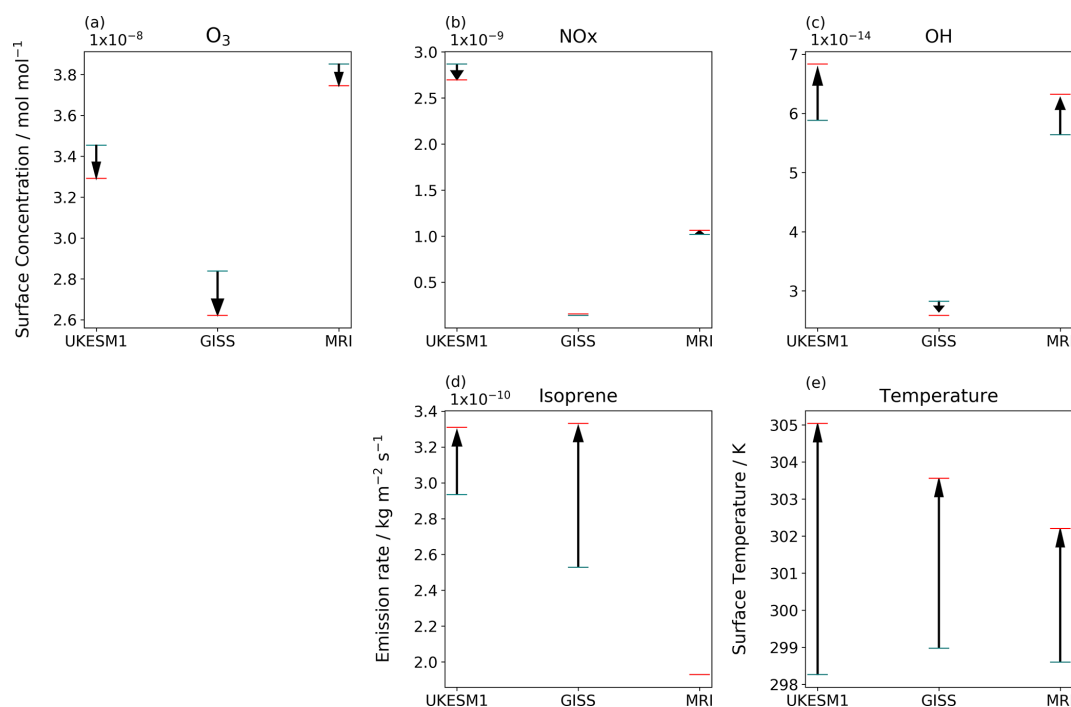 (a)
1x10⁻⁸
O₃
Surface Concentration / mol mol⁻¹
3.8
3.6
3.4
3.2
3.0
2.8
2.6
UKESM1 GISS MRI
(b)
1x10⁻⁹
NOx
3.0
2.5
2.0
1.5
1.0
0.5
UKESM1 GISS MRI
(c)
1x10⁻¹⁴
OH
7
6
5
4
3
UKESM1 GISS MR
(d)
1x10⁻¹⁰
Isoprene
Emission rate / kg m⁻² s⁻¹
3.4
3.2
3.0
2.8
2.6
2.4
2.2
2.0
UKESM1 GISS MRI
(e)
Temperature
Surface Temperature / K
305
304
303
302
301
300
299
298
UKESM1 GISS MR